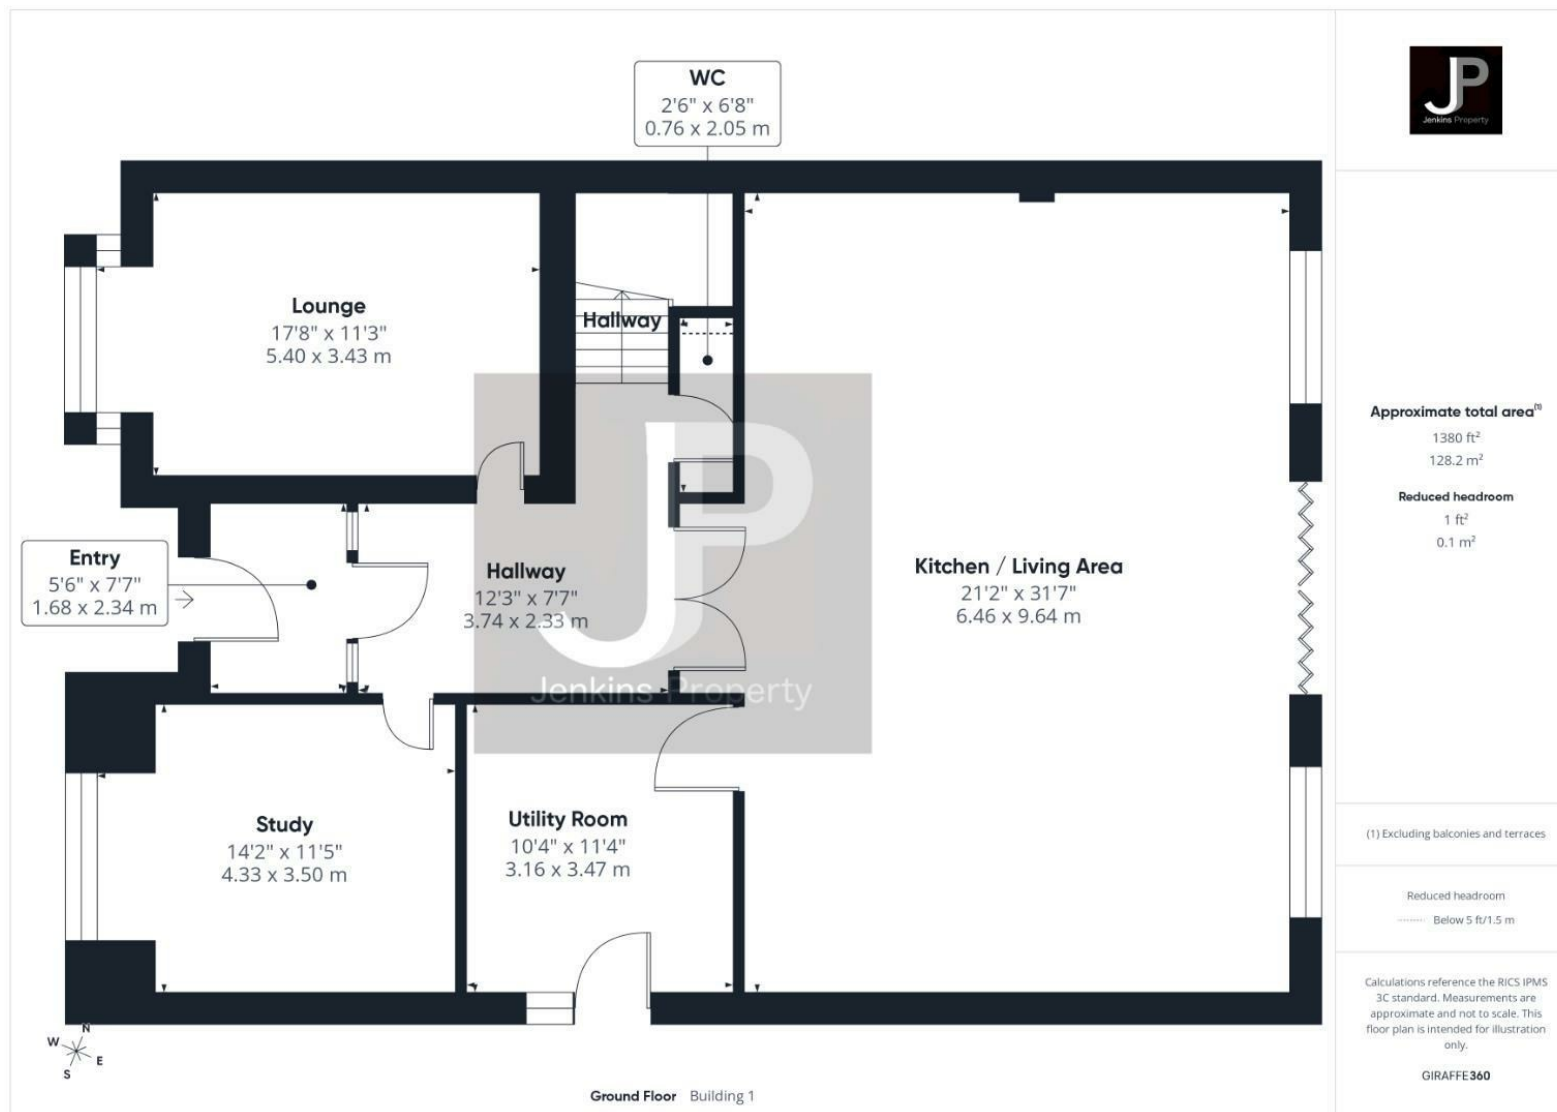 WC
2'6" x 6'8"
0.76 x 2.05 m
Lounge
17'8" x 11'3"
5.40 x 3.43 m
Hallway
Entry
5'6" x 7'7"
1.68 x 2.34 m
Hallway
12'3" x 7'7"
3.74 x 2.33 m
Kitchen / Living Area
21'2" x 31'7"
6.46 x 9.64 m
JP
Jenkins Property
Study
14'2" x 11'5"
4.33 x 3.50 m
Utility Room
10'4" x 11'4"
3.16 x 3.47 m
N
W
E
S
Ground Floor Building 1
JP
Jenkins Property
Approximate total area(1)
1380 ft²
128.2 m²
Reduced headroom
1 ft²
0.1 m²
(1) Excluding balconies and terraces
Reduced headroom
Below 5 ft/1.5 m
Calculations reference the RICS IPMS
3C standard. Measurements are
approximate and not to scale. This
floor plan is intended for illustration
only.
GIRAFFE360